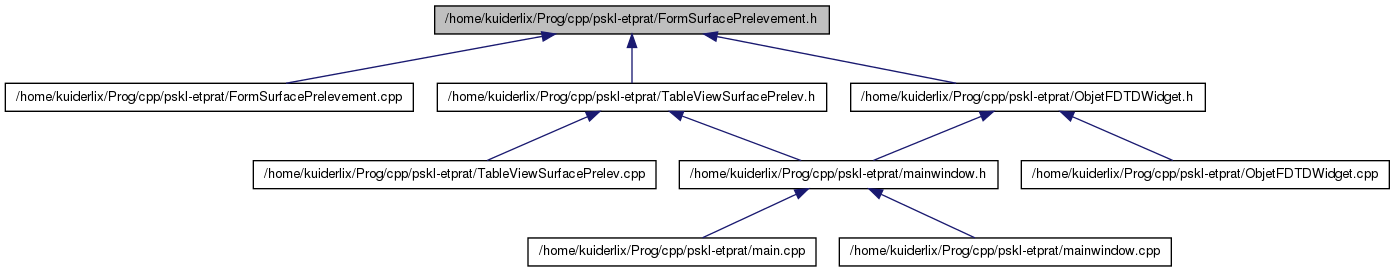 /home/kuiderlix/Prog/cpp/pskl-etprat/FormSurfacePrelevement.h
/home/kuiderlix/Prog/cpp/pskl-etprat/FormSurfacePrelevement.cpp
/home/kuiderlix/Prog/cpp/pskl-etprat/TableViewSurfacePrelev.h
/home/kuiderlix/Prog/cpp/pskl-etprat/ObjetFDTDWidget.h
/home/kuiderlix/Prog/cpp/pskl-etprat/TableViewSurfacePrelev.cpp
/home/kuiderlix/Prog/cpp/pskl-etprat/mainwindow.h
/home/kuiderlix/Prog/cpp/pskl-etprat/ObjetFDTDWidget.cpp
/home/kuiderlix/Prog/cpp/pskl-etprat/main.cpp
/home/kuiderlix/Prog/cpp/pskl-etprat/mainwindow.cpp